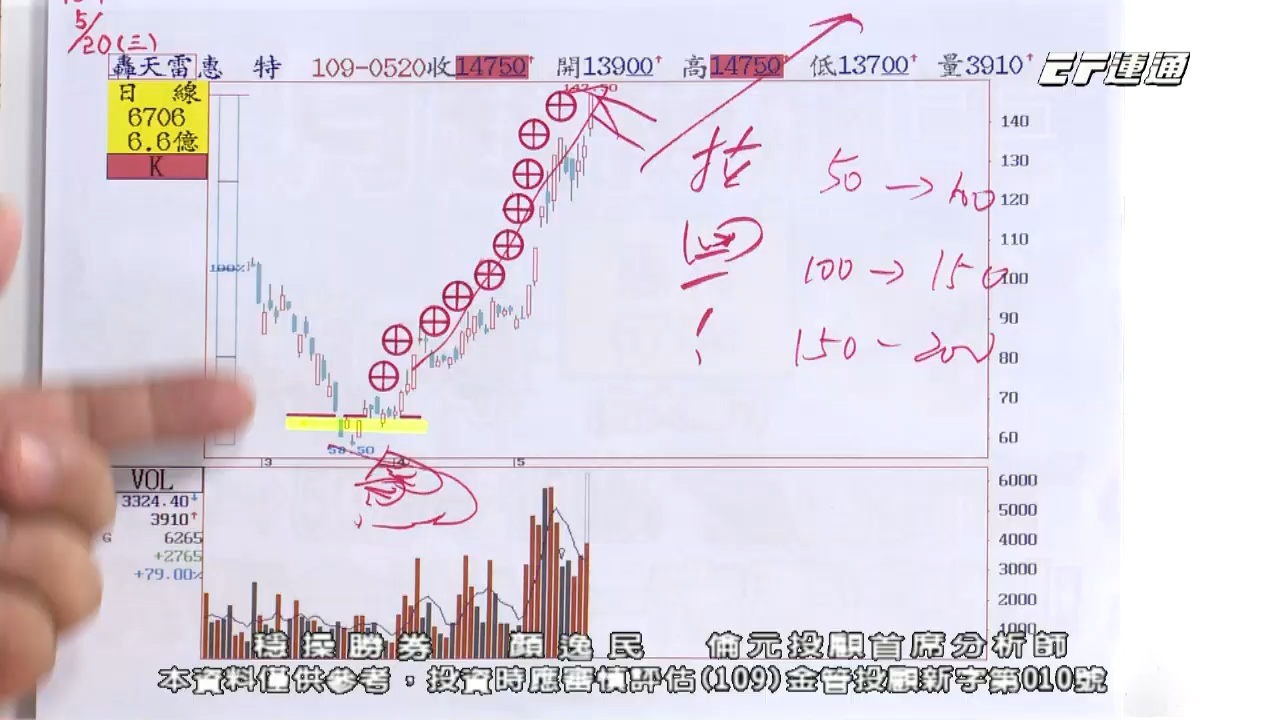 5/20(三)
轟天雷惠 特 109-0520收14750↑ 開13900↑ 高14750↑ 低13700↑ 量3910↑
EF運通
日 線
6706
6.6億
K
140
130
120
110
100
90
80
70
60
100%
50 → 100
100 → 150
150 - 200
3 4 5
VOL
3324.40↓
3910↑
G 6265
+2765
+79.00%
6000
5000
4000
3000
2000
1000
穩操勝券 顏逸民 倫元投顧首席分析師
本資料僅供參考，投資時應審慎評估(109)金管投顧新字第010號